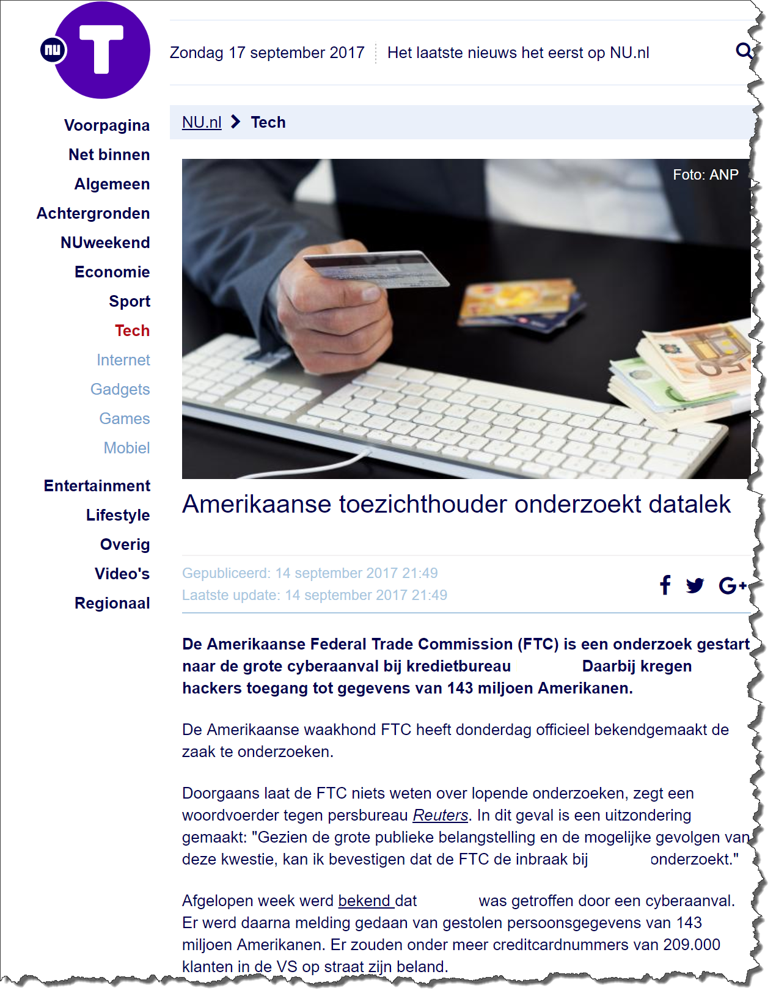 T
nu
Zondag 17 september 2017
Het laatste nieuws het eerst op NU.nl
NU.nl
Tech
Voorpagina
Net binnen
Algemeen
Achtergronden
NUweekend
Economie
Sport
Tech
Internet
Gadgets
Games
Mobiel
Entertainment
Lifestyle
Overig
Video's
Regionaal
Foto: ANP
50
Amerikaanse toezichthouder onderzoekt datalek
Gepubliceerd: 14 september 2017 21:49
Laatste update: 14 september 2017 21:49
f
G+
De Amerikaanse Federal Trade Commission (FTC) is een onderzoek gestart
naar de grote cyberaanval bij kredietbureau Daarbij kregen
hackers toegang tot gegevens van 143 miljoen Amerikanen.
De Amerikaanse waakhond FTC heeft donderdag officieel bekendgemaakt de
zaak te onderzoeken.
Doorgaans laat de FTC niets weten over lopende onderzoeken, zegt een
woordvoerder tegen persbureau Reuters. In dit geval is een uitzondering
gemaakt: "Gezien de grote publieke belangstelling en de mogelijke gevolgen van
deze kwestie, kan ik bevestigen dat de FTC de inbraak bij onderzoekt."
Afgelopen week werd bekend dat was getroffen door een cyberaanval.
Er werd daarna melding gedaan van gestolen persoonsgegevens van 143
miljoen Amerikanen. Er zouden onder meer creditcardnummers van 209.000
klanten in de VS op straat zijn beland.